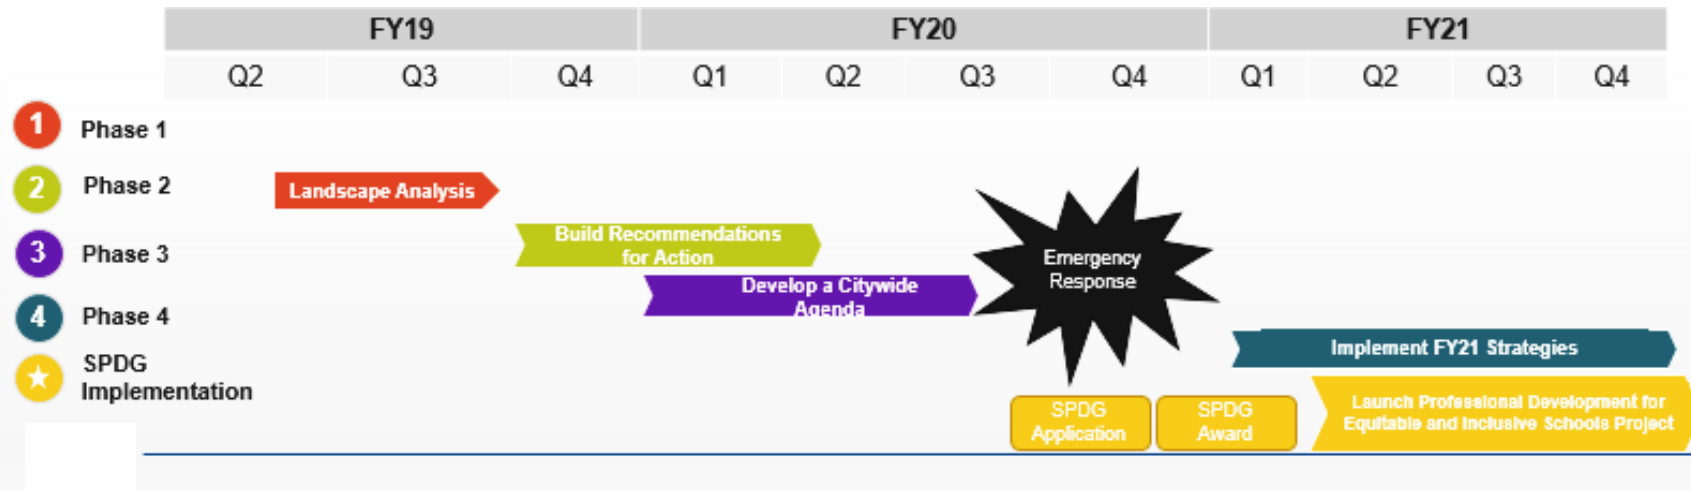 FY19 FY20 FY21
Q2 Q3 Q4 Q1 Q2 Q3 Q4 Q1 Q2 Q3 Q4
1 Phase 1
2 Phase 2
Landscape Analysis
3 Phase 3
Build Recommendations
for Action
Develop a Citywide
Agenda
Emergency
Response
4 Phase 4
Implement FY21 Strategies
SPDG
Implementation
SPDG
Application
SPDG
Award
Launch Professional Development for
Equitable and Inclusive Schools Project